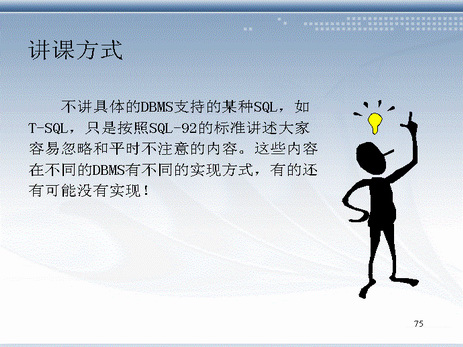 讲课方式
不讲具体的DBMS支持的某种SQL，如
T-SQL，只是按照SQL-92的标准讲述大家
容易忽略和平时不注意的内容。这些内容
在不同的DBMS有不同的实现方式，有的还
有可能没有实现！
75